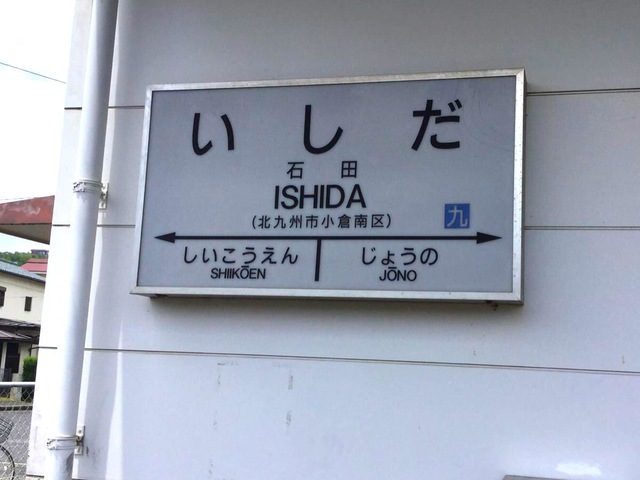 いしだ
石田
ISHIDA
(北九州市小倉南区)
九
しいこうえん じょうの
SHIIKŌEN JŌNO